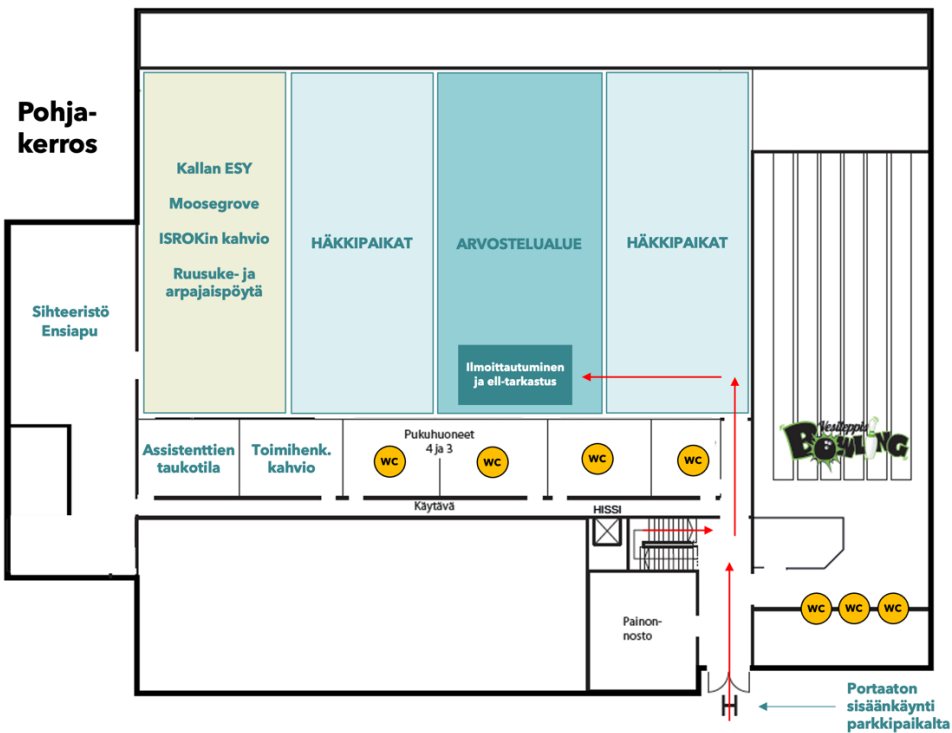 Pohja-
kerros
Kallan ESY
Moosegrove
ISROKin kahvio
Ruusuke- ja
arpajaispöytä
HÄKKIPAIKAT
ARVOSTELUALUE
HÄKKIPAIKAT
Sihteeristö
Ensiapu
Ilmoittautuminen
ja ell-tarkastus
Vesileppis
BOWLING
Assistenttien
taukotila
Toimihenk.
kahvio
Pukuhuoneet
4 ja 3
WC
WC
WC
WC
Käytävä
HISSI
Painon-
nosto
WC
WC
WC
H
Portaaton
sisäänkäynti
parkkipaikalta